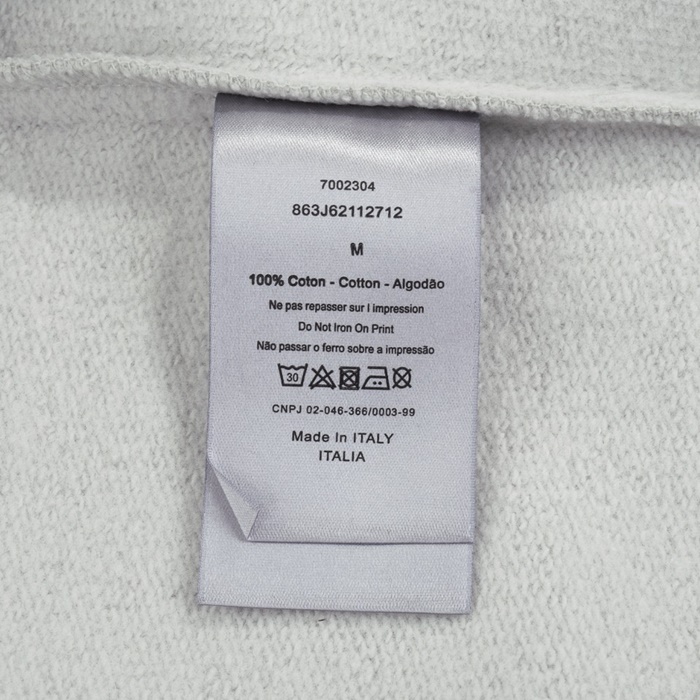 7002304
863J62112712
M
100% Coton - Cotton - Algodão
Ne pas repasser sur l impression
Do Not Iron On Print
Não passar o ferro sobre a impressão
30
CNPJ 02-046-366/0003-99
Made In ITALY
ITALIA